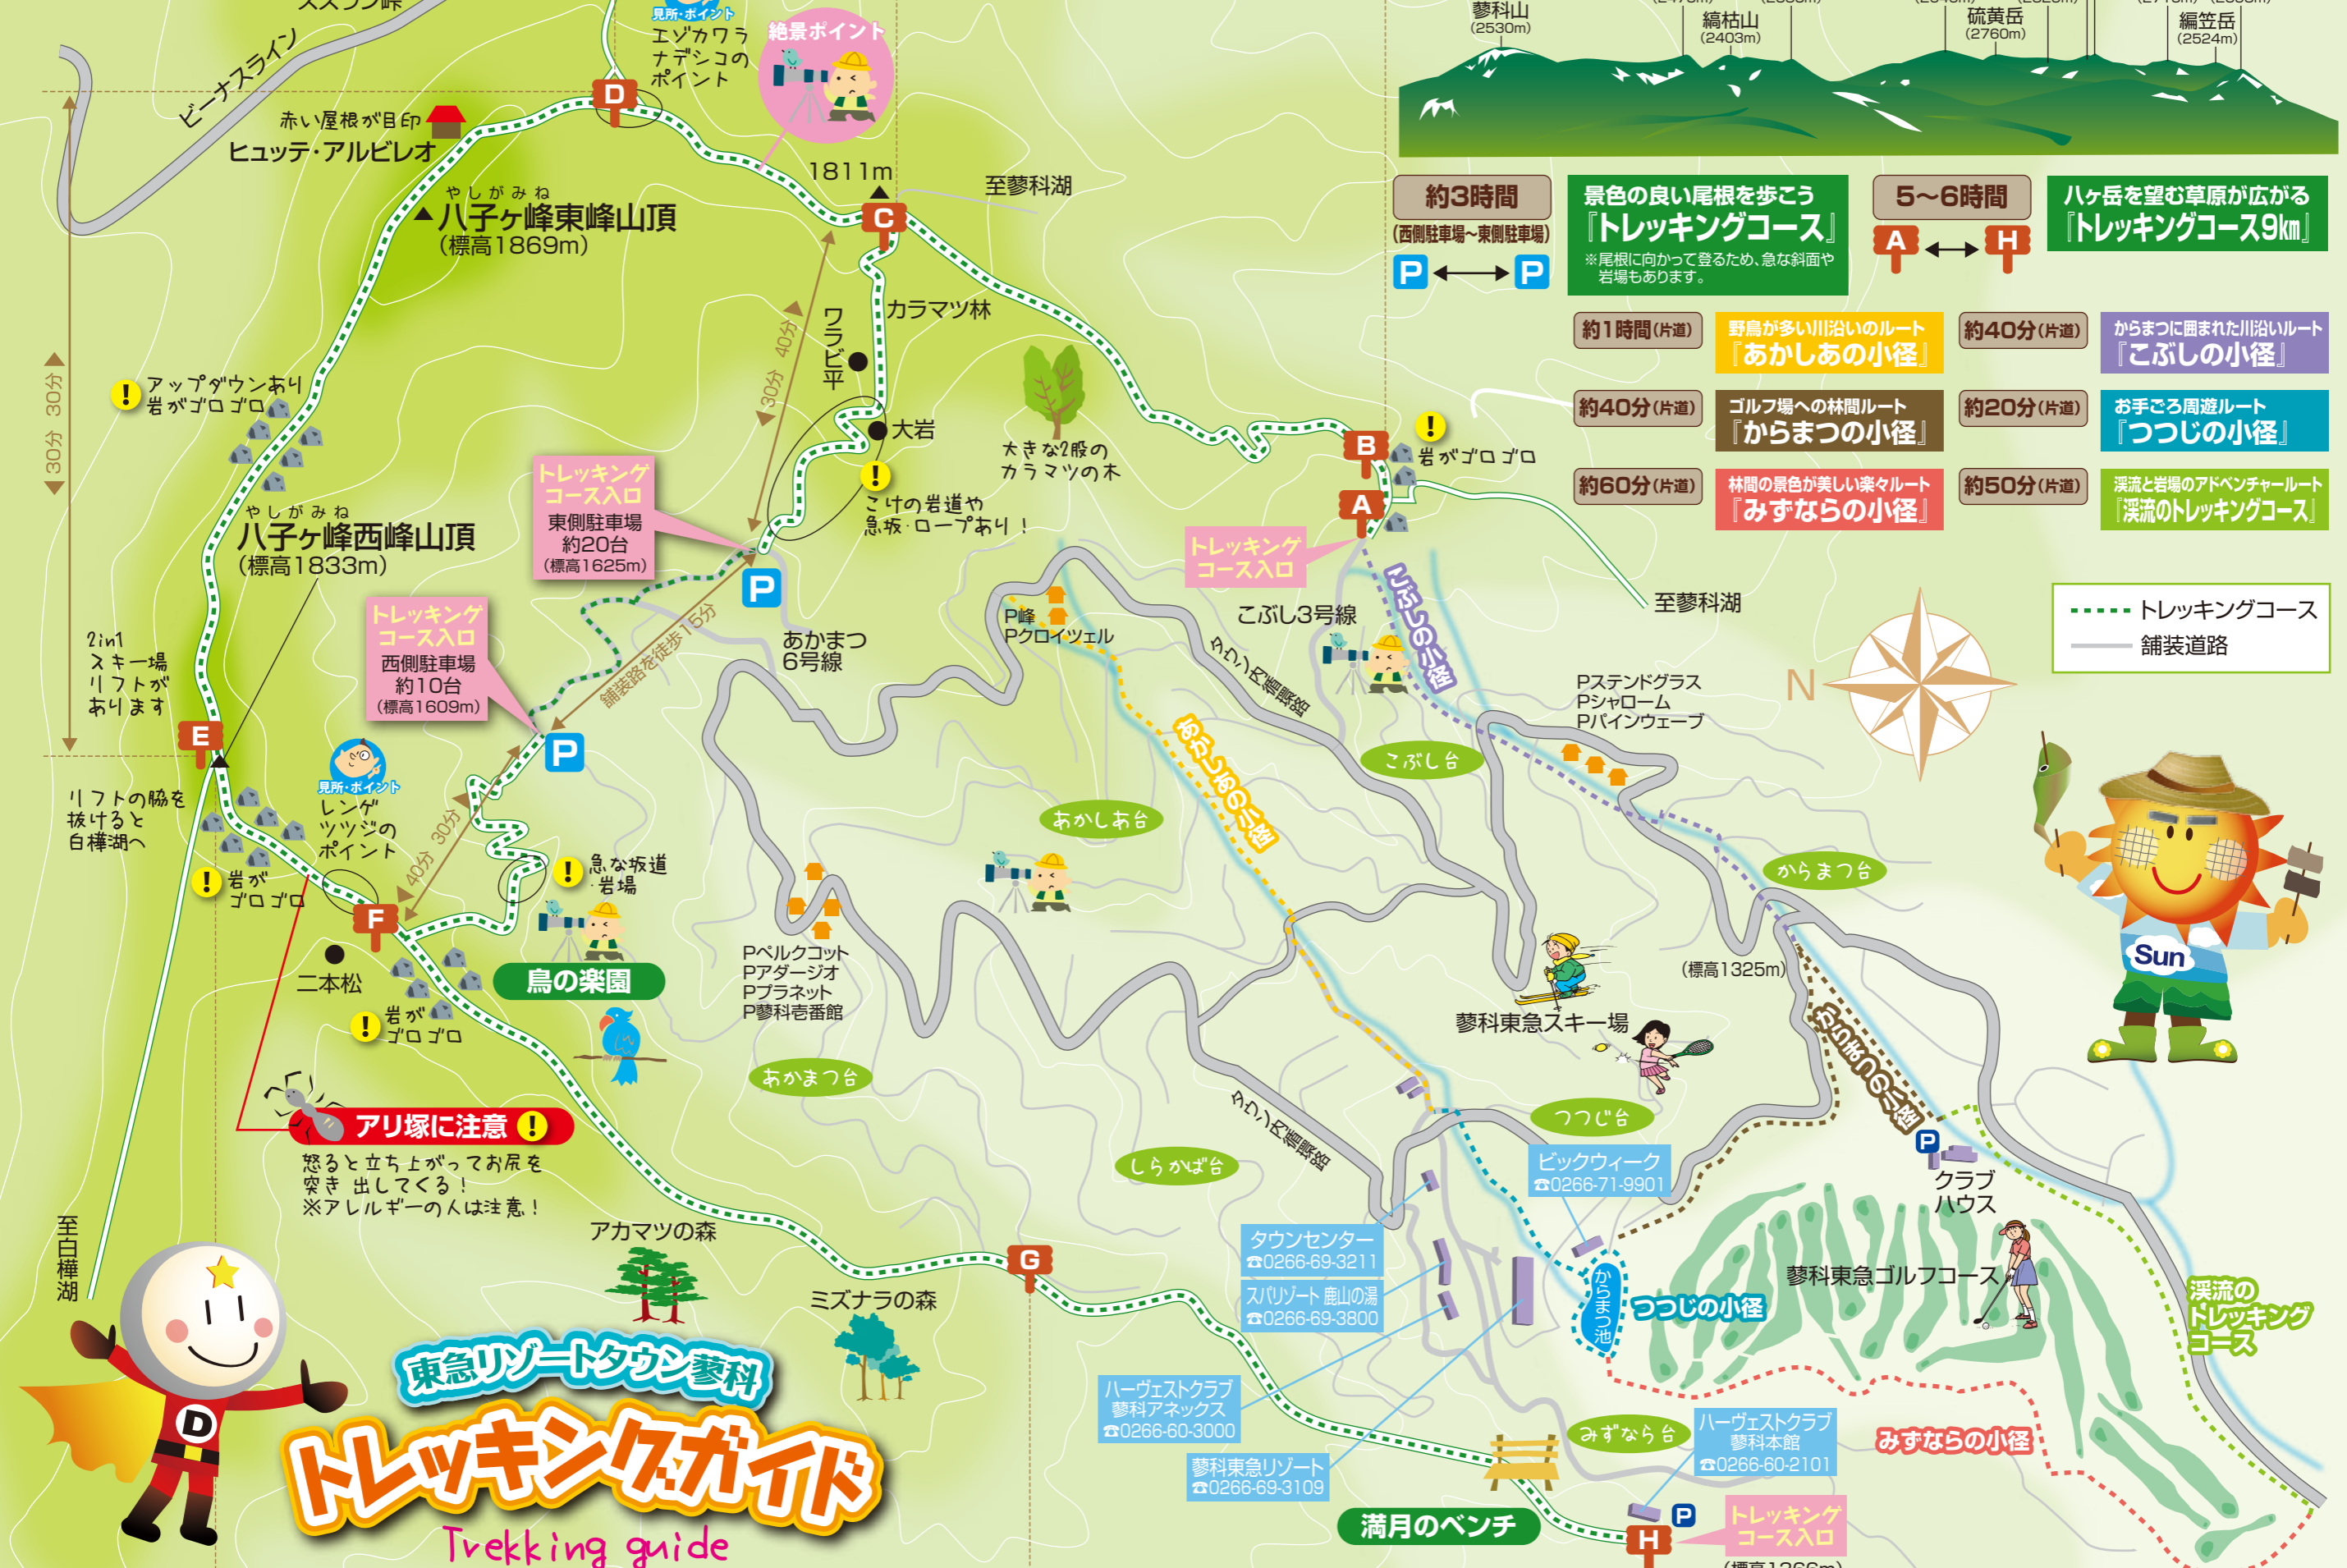 スズラン峠
ビーナスライン
見所・ポイント
エゾカワラ
ナデシコの
ポイント
絶景ポイント
D
赤い屋根が目印
ヒュッテ・アルビレオ
やしがみね
▲八子ヶ峰東峰山頂
(標高1869m)
1811m
C
至蓼科湖
30分 40分
カラマツ林
ワラビ平
大岩
!
こけの岩道や
急坂・ロープあり!
大きな2股の
カラマツの木
30分 30分
!
アップダウンあり
岩がゴロゴロ
やしがみね
八子ヶ峰西峰山頂
(標高1833m)
トレッキング
コース入口
東側駐車場
約20台
(標高1625m)
P
トレッキング
コース入口
西側駐車場
約10台
(標高1609m)
P
舗装路を徒歩15分
あかまつ
6号線
2in1
スキー場
リフトが
あります
E
リフトの脇を
抜けると
白樺湖へ
見所・ポイント
レンゲ
ツツジの
ポイント
40分 30分
!
急な坂道
・岩場
!
岩が
ゴロゴロ
F
二本松
!
岩が
ゴロゴロ
鳥の楽園
アリ塚に注意!
怒ると立ち上がってお尻を
突き出してくる!
※アレルギーの人は注意!
至白樺湖
アカマツの森
ミズナラの森
G
D
東急リゾートタウン蓼科
トレッキングガイド
Trekking guide
蓼科山
(2530m)
縞枯山
(2403m)
硫黄岳
(2760m)
編笠岳
(2524m)
約3時間
(西側駐車場〜東側駐車場)
P P
景色の良い尾根を歩こう
『トレッキングコース』
※尾根に向かって登るため、急な斜面や
岩場もあります。
5〜6時間
A H
八ヶ岳を望む草原が広がる
『トレッキングコース9km』
約1時間(片道)
野鳥が多い川沿いのルート
『あかしあの小径』
約40分(片道)
からまつに囲まれた川沿いルート
『こぶしの小径』
約40分(片道)
ゴルフ場への林間ルート
『からまつの小径』
約20分(片道)
お手ごろ周遊ルート
『つつじの小径』
約60分(片道)
林間の景色が美しい楽々ルート
『みずならの小径』
約50分(片道)
渓流と岩場のアドベンチャールート
『渓流のトレッキングコース』
トレッキングコース
舗装道路
N
B
!
岩がゴロゴロ
A
トレッキング
コース入口
至蓼科湖
こぶし3号線
こぶしの小径
P峰
Pクロイツェル
タウン内循環路
あかしあの小径
Pステンドグラス
Pシャローム
Pパインウェーブ
こぶし台
あかしあ台
からまつ台
Pペルクコット
Pアダージオ
Pプラネット
P蓼科壱番館
あかまつ台
しらかば台
タウン内循環路
(標高1325m)
蓼科東急スキー場
からまつの小径
つつじ台
Sun
ビックウィーク
☎0266-71-9901
P
クラブ
ハウス
タウンセンター
☎0266-69-3211
スパリゾート 鹿山の湯
☎0266-69-3800
からまつ池
つつじの小径
蓼科東急ゴルフコース
渓流の
トレッキング
コース
ハーヴェストクラブ
蓼科アネックス
☎0266-60-3000
蓼科東急リゾート
☎0266-69-3109
みずなら台
ハーヴェストクラブ
蓼科本館
☎0266-60-2101
みずならの小径
満月のベンチ
P
H
トレッキング
コース入口